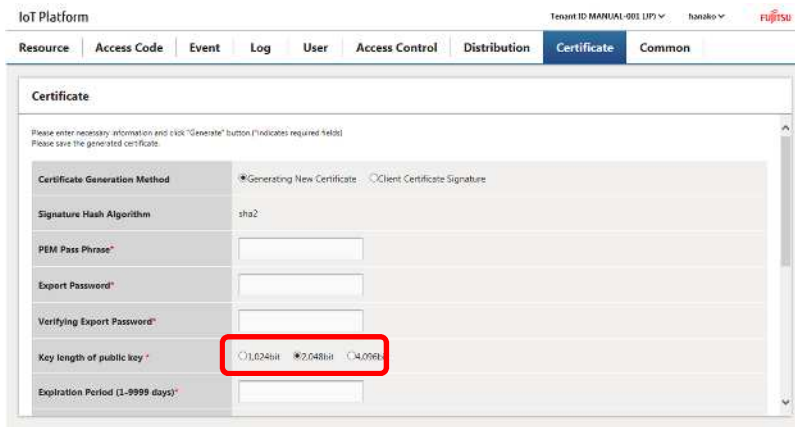 IoT Platform Tenant ID MANUAL-001 (JP) hanako FUJITSU
Resource Access Code Event Log User Access Control Distribution Certificate Common
Certificate
Please enter necessary information and click "Generate" button.(*indicates required fields)
Please save the generated certificate.
Certificate Generation Method Generating New Certificate Client Certificate Signature
Signature Hash Algorithm sha2
PEM Pass Phrase*
Export Password*
Verifying Export Password*
Key length of public key * 1,024bit 2,048bit 4,096b
Expiration Period (1-9999 days)*